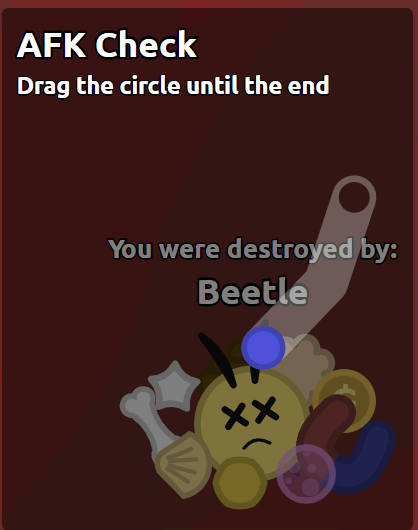 AFK Check
Drag the circle until the end
You were destroyed by:
Beetle